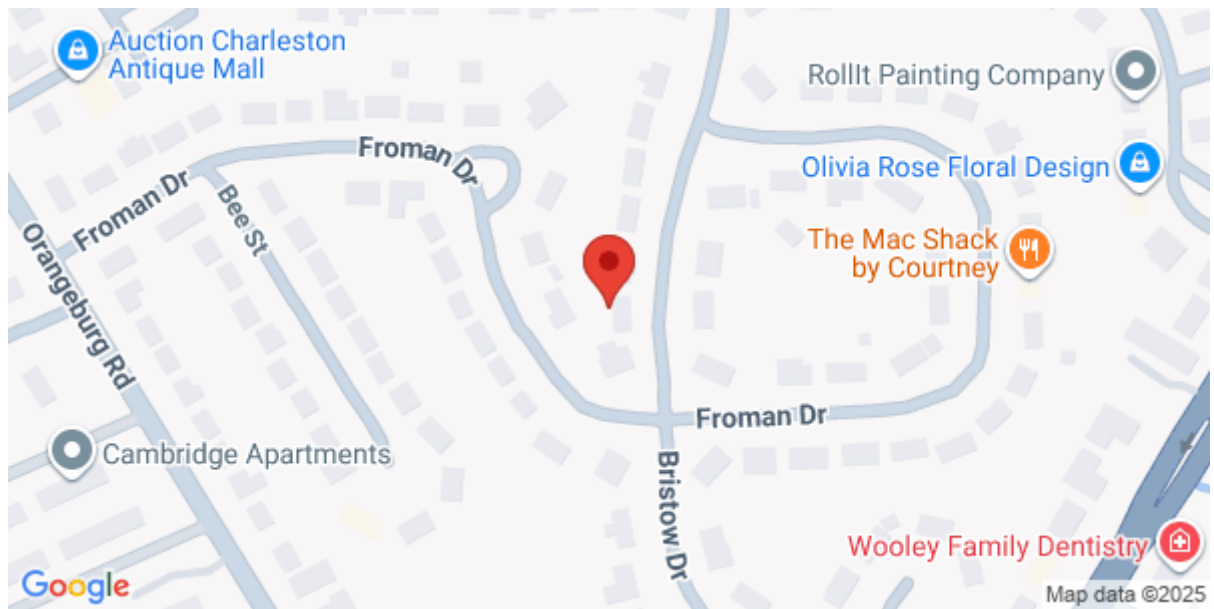 Auction Charleston
Antique Mall
RollIt Painting Company
Froman Dr
Olivia Rose Floral Design
Froman Dr
Bee St
The Mac Shack
by Courtney
Orangeburg Rd
Froman Dr
Cambridge Apartments
Bristow Dr
Wooley Family Dentistry
Google
Map data ©2025